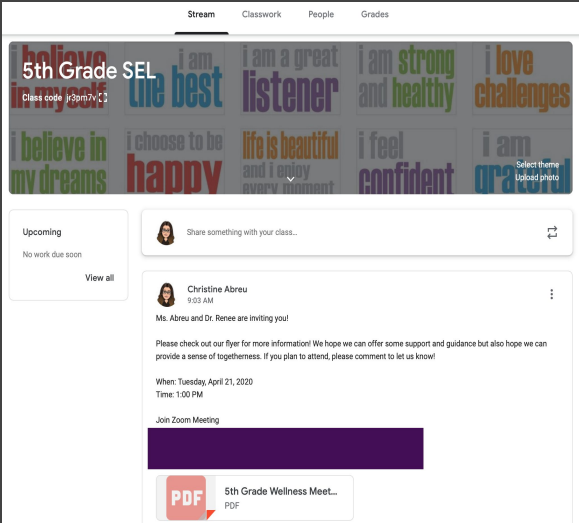 Stream Classwork People Grades
5th Grade SEL
Class code jr3pm7v
i believe in myself
i am the best
i am a great listener
i am strong and healthy
i love challenges
i believe in my dreams
i choose to be happy
life is beautiful and i enjoy every moment
i feel confident
i am grateful
Select theme
Upload photo
Upcoming
No work due soon
View all
Share something with your class...
Christine Abreu
9:03 AM
Ms. Abreu and Dr. Renee are inviting you!
Please check out our flyer for more information! We hope we can offer some support and guidance but also hope we can
provide a sense of togetherness. If you plan to attend, please comment to let us know!
When: Tuesday, April 21, 2020
Time: 1:00 PM
Join Zoom Meeting
PDF
5th Grade Wellness Meet...
PDF